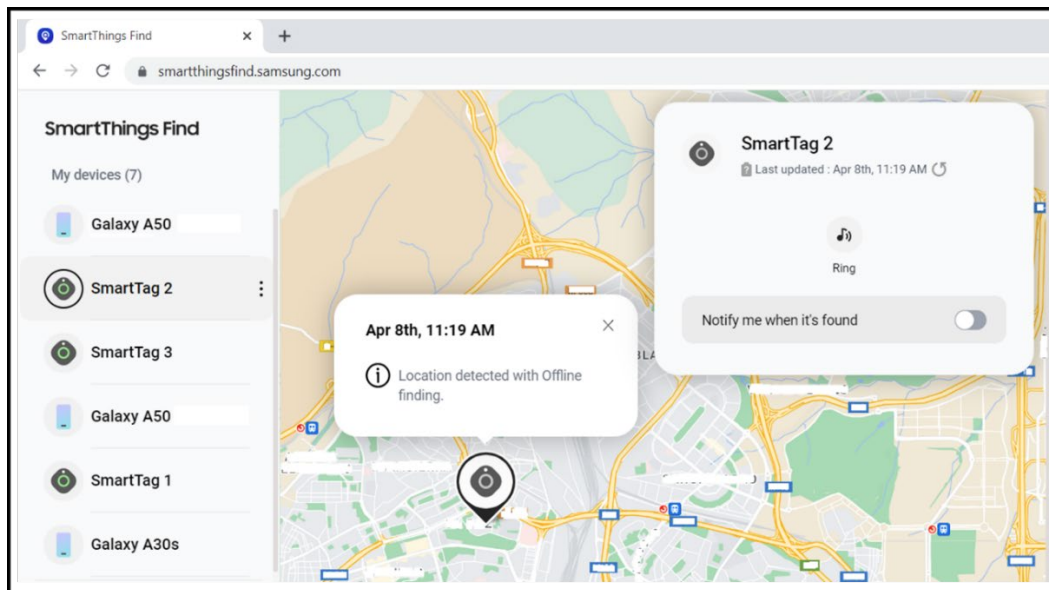 SmartThings Find
smartthingsfind.samsung.com
SmartThings Find
My devices (7)
Galaxy A50
SmartTag 2
SmartTag 3
Galaxy A50
SmartTag 1
Galaxy A30s
Apr 8th, 11:19 AM
Location detected with Offline
finding.
SmartTag 2
Last updated : Apr 8th, 11:19 AM
Ring
Notify me when it's found